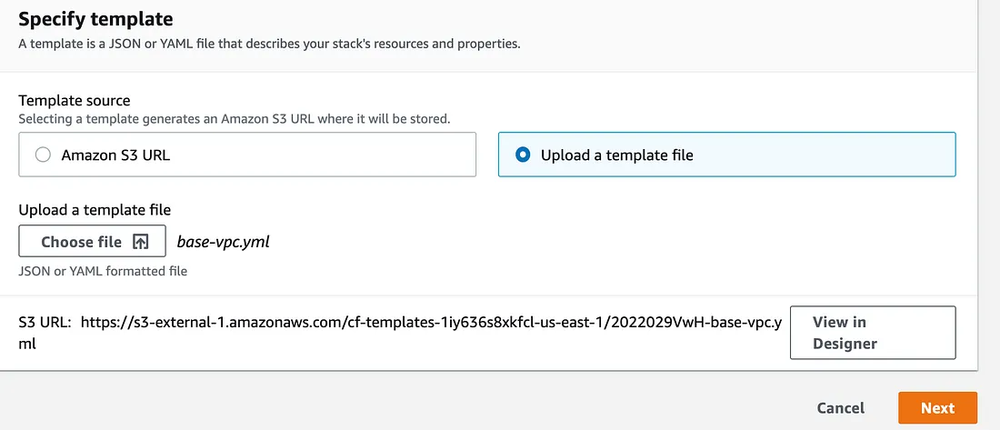 Specify template
A template is a JSON or YAML file that describes your stack's resources and properties.
Template source
Selecting a template generates an Amazon S3 URL where it will be stored.
Amazon S3 URL
Upload a template file
Upload a template file
Choose file
base-vpc.yml
JSON or YAML formatted file
S3 URL: https://s3-external-1.amazonaws.com/cf-templates-1iy636s8xkfcl-us-east-1/2022029VwH-base-vpc.y
ml
View in
Designer
Cancel
Next